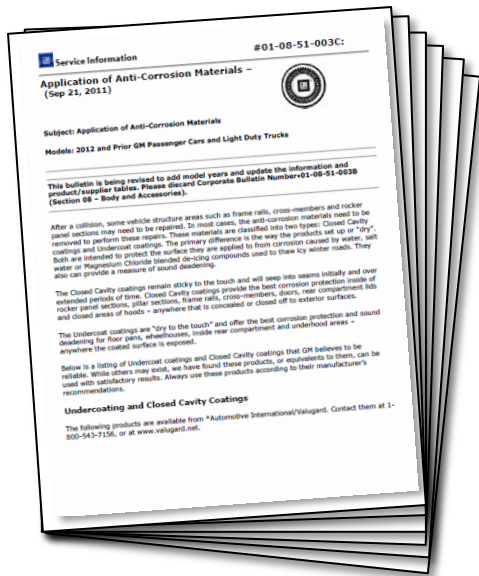 Service Information
#01-08-51-003C:
Application of Anti-Corrosion Materials –
(Sep 21, 2011)
Subject: Application of Anti-Corrosion Materials
Models: 2012 and Prior GM Passenger Cars and Light Duty Trucks
This bulletin is being revised to add model years and update the information and
product/supplier tables. Please discard Corporate Bulletin Number•01-08-51-003B
(Section 08 – Body and Accessories).
After a collision, some vehicle structure areas such as frame rails, cross-members and rocker
panel sections may need to be repaired. In most cases, the anti-corrosion materials need to be
removed to perform these repairs. These materials are classified into two types: Closed Cavity
coatings and Undercoat coatings. The primary difference is the way the products set up or "dry".
Both are intended to protect the surface they are applied to from corrosion caused by water, salt
water or Magnesium Chloride blended de-icing compounds used to thaw icy winter roads. They
also can provide a measure of sound deadening.
The Closed Cavity coatings remain sticky to the touch and will seep into seams initially and over
extended periods of time. Closed Cavity coatings provide the best corrosion protection inside of
rocker panel sections, pillar sections, frame rails, cross-members, doors, rear compartment lids
and closed areas of hoods – anywhere that is concealed or closed off to exterior surfaces.
The Undercoat coatings are "dry to the touch" and offer the best corrosion protection and sound
deadening for floor pans, wheelhouses, inside rear compartment and underhood areas –
anywhere the coated surface is exposed.
Below is a listing of Undercoat coatings and Closed Cavity coatings that GM believes to be
reliable. While others may exist, we have found these products, or equivalents to them, can be
used with satisfactory results. Always use these products according to their manufacturer's
recommendations.
Undercoating and Closed Cavity Coatings
The following products are available from *Automotive International/Valugard. Contact them at 1-
800-543-7156, or at www.valugard.net.